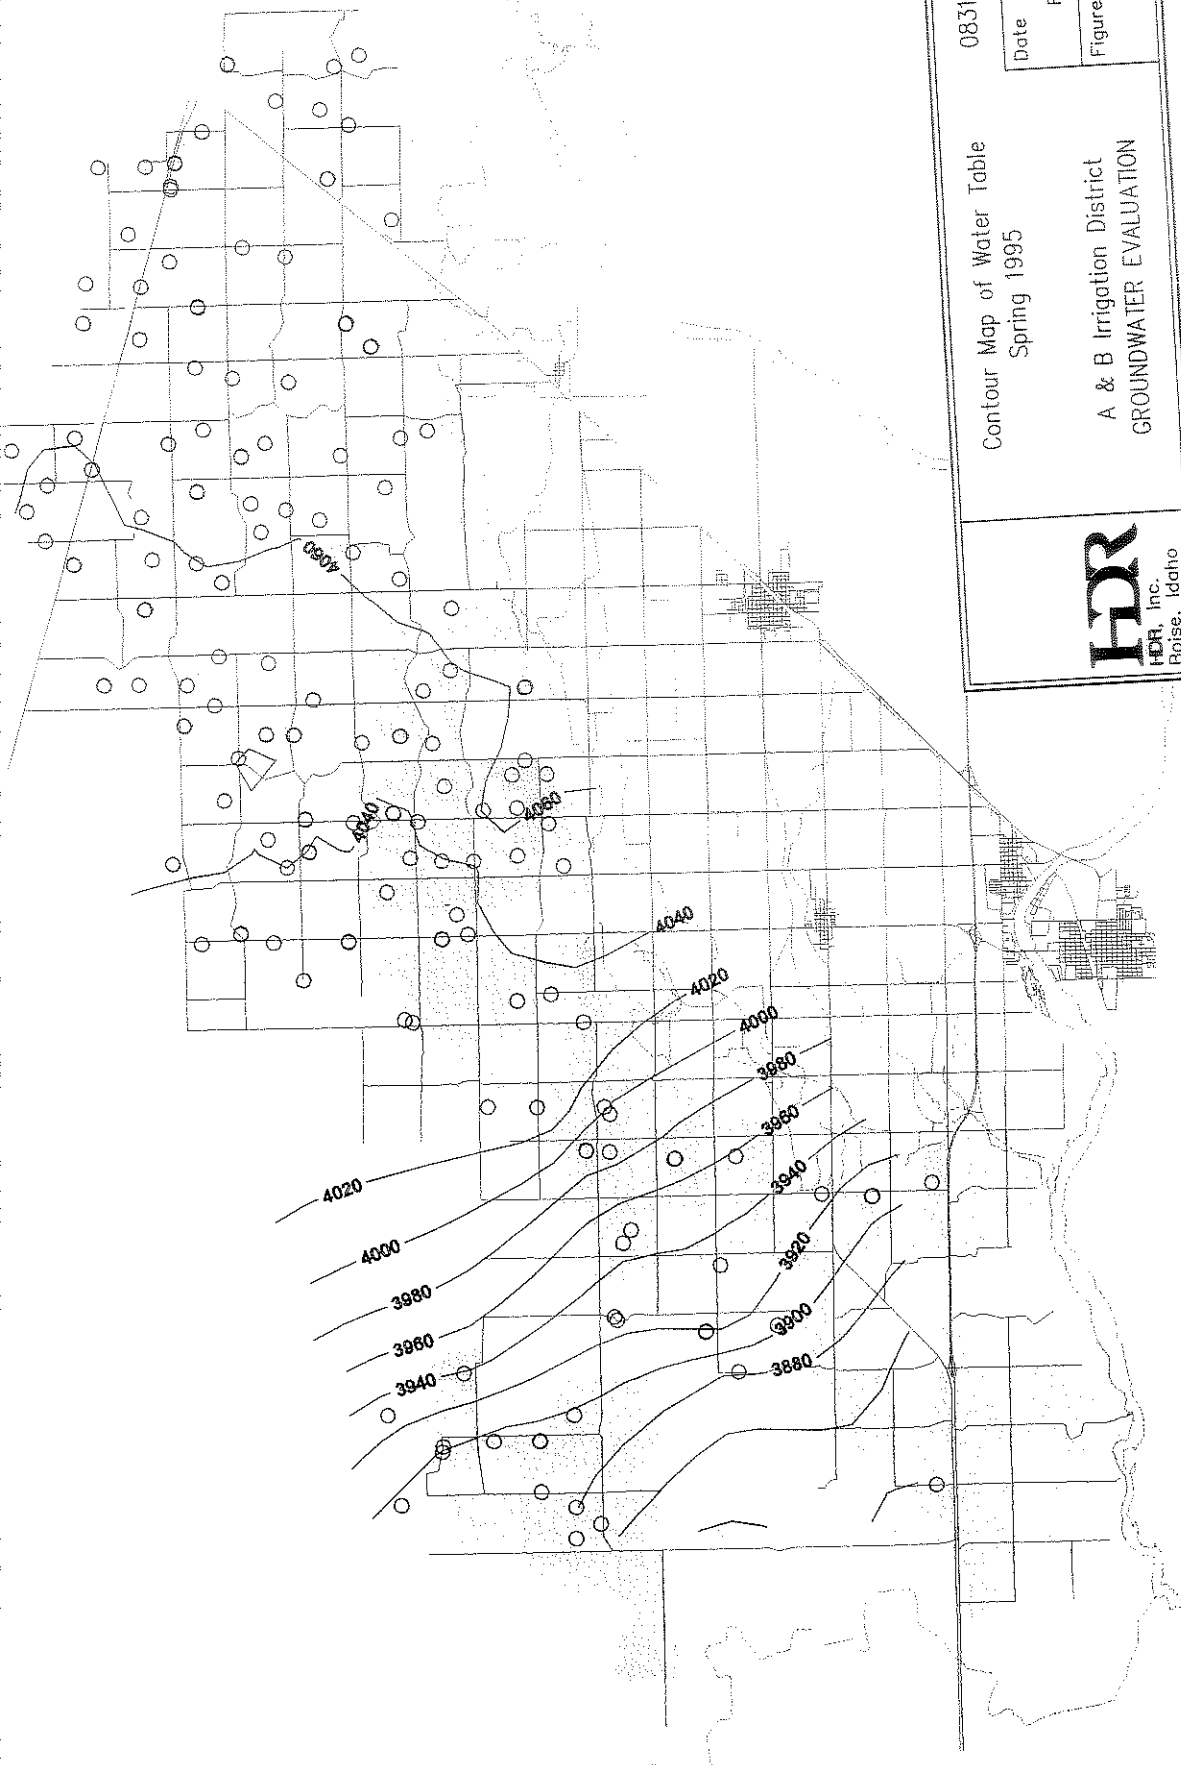 4060
4040
4060
4040
4020
4000
3980
3960
3940
3920
3900
3880
4020
4000
3980
3960
3940
Contour Map of Water Table
Spring 1995
A & B Irrigation District
GROUNDWATER EVALUATION
0831
Date
Figure
HDR
HDR, Inc.
Boise, Idaho